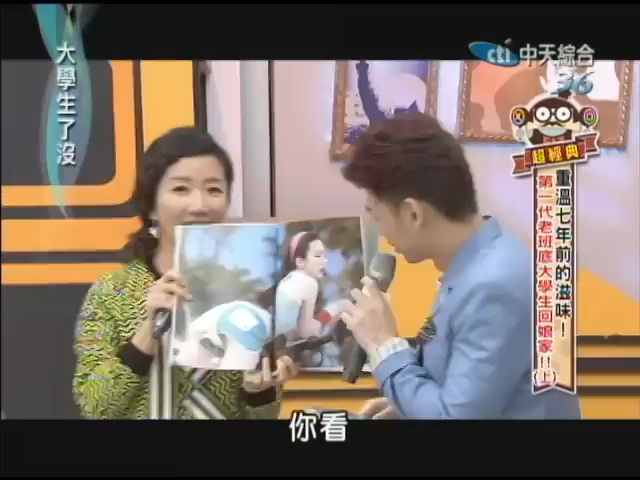 大學生了沒
cti 中天綜合
36
超經典
重溫七年前的滋味！
第一代老班底大學生回娘家!!(上)
你看